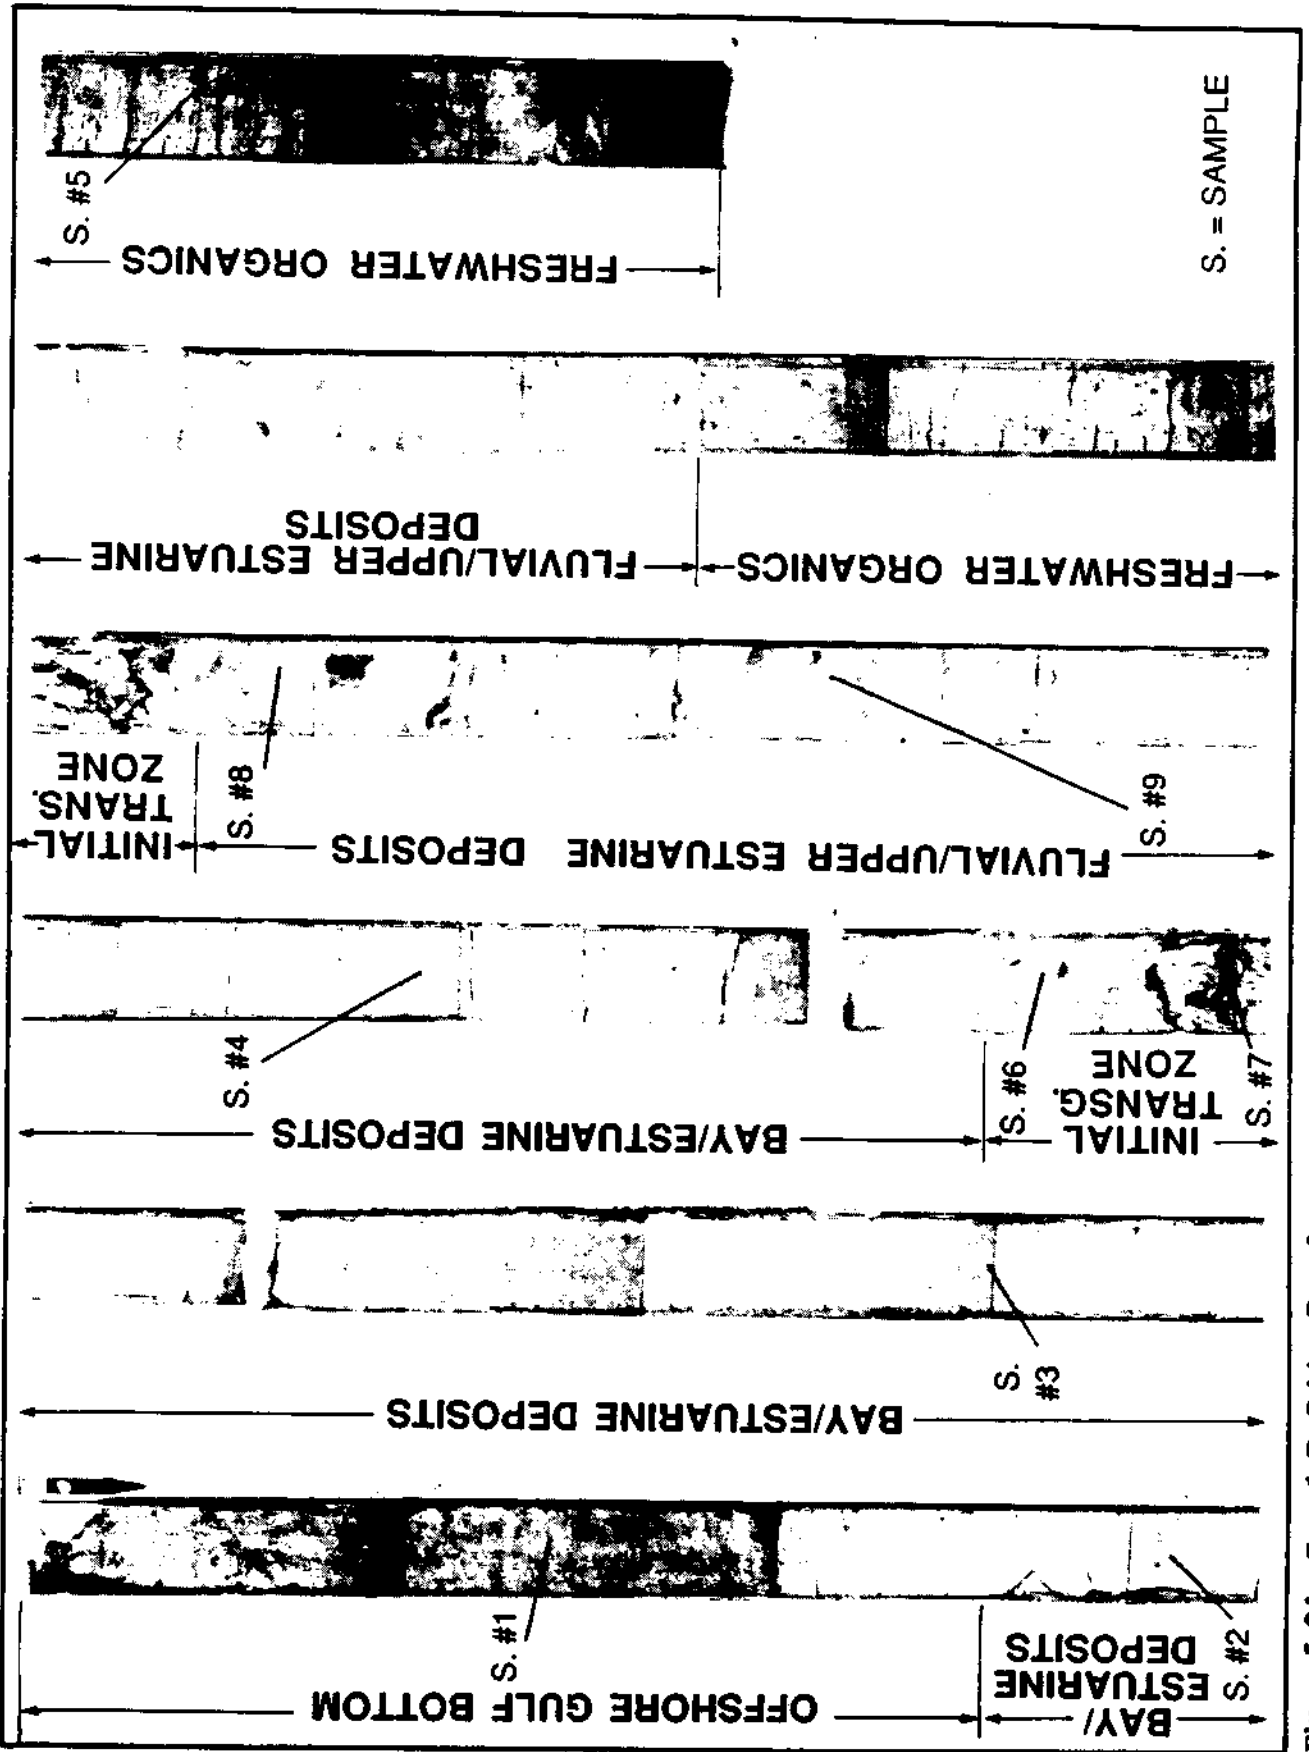 OFFSHORE GULF BOTTOM
S. #1
BAY/
ESTUARINE
DEPOSITS
S. #2
BAY/ESTUARINE DEPOSITS
S.
#3
BAY/ESTUARINE DEPOSITS
S. #4
INITIAL
TRANSG.
ZONE
S. #6
S. #7
INITIAL
TRANS.
ZONE
S. #8
FLUVIAL/UPPER ESTUARINE DEPOSITS
S. #9
FLUVIAL/UPPER ESTUARINE
DEPOSITS
FRESHWATER ORGANICS
FRESHWATER ORGANICS
S. #5
S. = SAMPLE